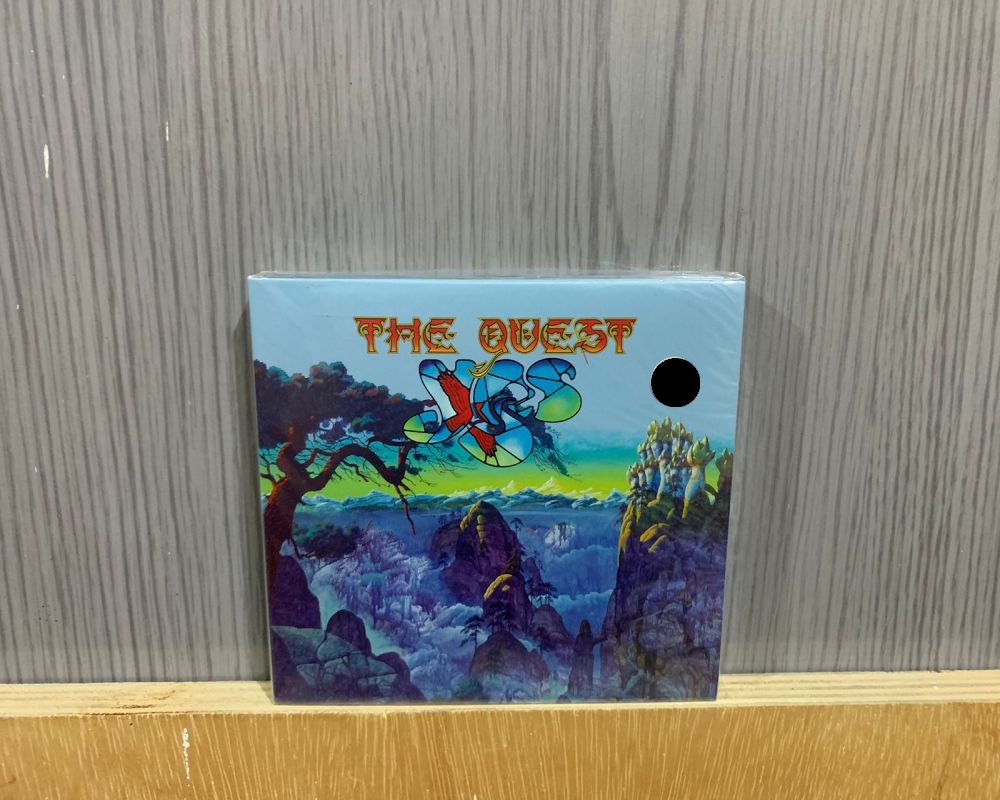 THE QUEST
YES